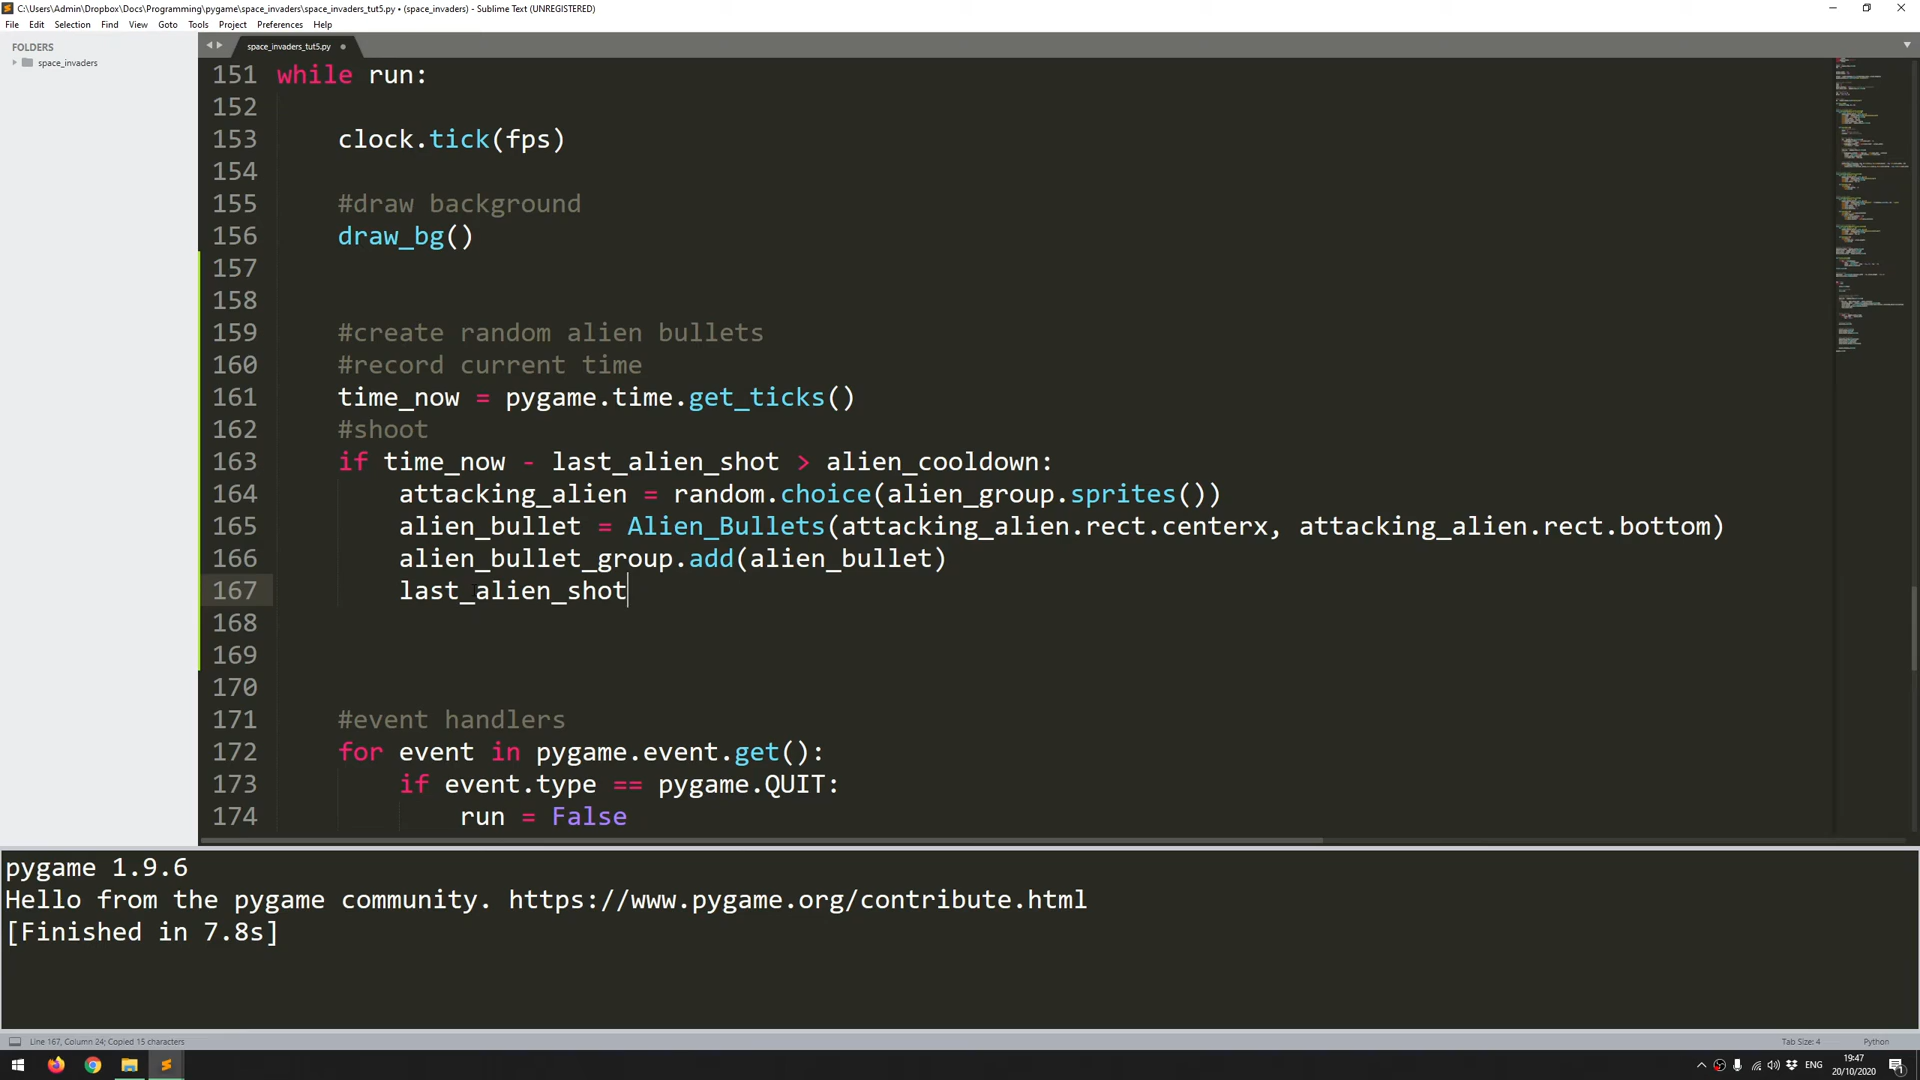 C:\Users\Admin\Dropbox\Docs\Programming\pygame\space_invaders\space_invaders_tut5.py • (space_invaders) - Sublime Text (UNREGISTERED)
File Edit Selection Find View Goto Tools Project Preferences Help
FOLDERS
space_invaders
space_invaders_tut5.py
151 while run:
152
153 clock.tick(fps)
154
155 #draw background
156 draw_bg()
157
158
159 #create random alien bullets
160 #record current time
161 time_now = pygame.time.get_ticks()
162 #shoot
163 if time_now - last_alien_shot > alien_cooldown:
164 attacking_alien = random.choice(alien_group.sprites())
165 alien_bullet = Alien_Bullets(attacking_alien.rect.centerx, attacking_alien.rect.bottom)
166 alien_bullet_group.add(alien_bullet)
167 last_alien_shot
168
169
170
171 #event handlers
172 for event in pygame.event.get():
173 if event.type == pygame.QUIT:
174 run = False
pygame 1.9.6
Hello from the pygame community. https://www.pygame.org/contribute.html
[Finished in 7.8s]
Line 167, Column 24; Copied 15 characters
Tab Size: 4 Python
ENG
19:47
20/10/2020